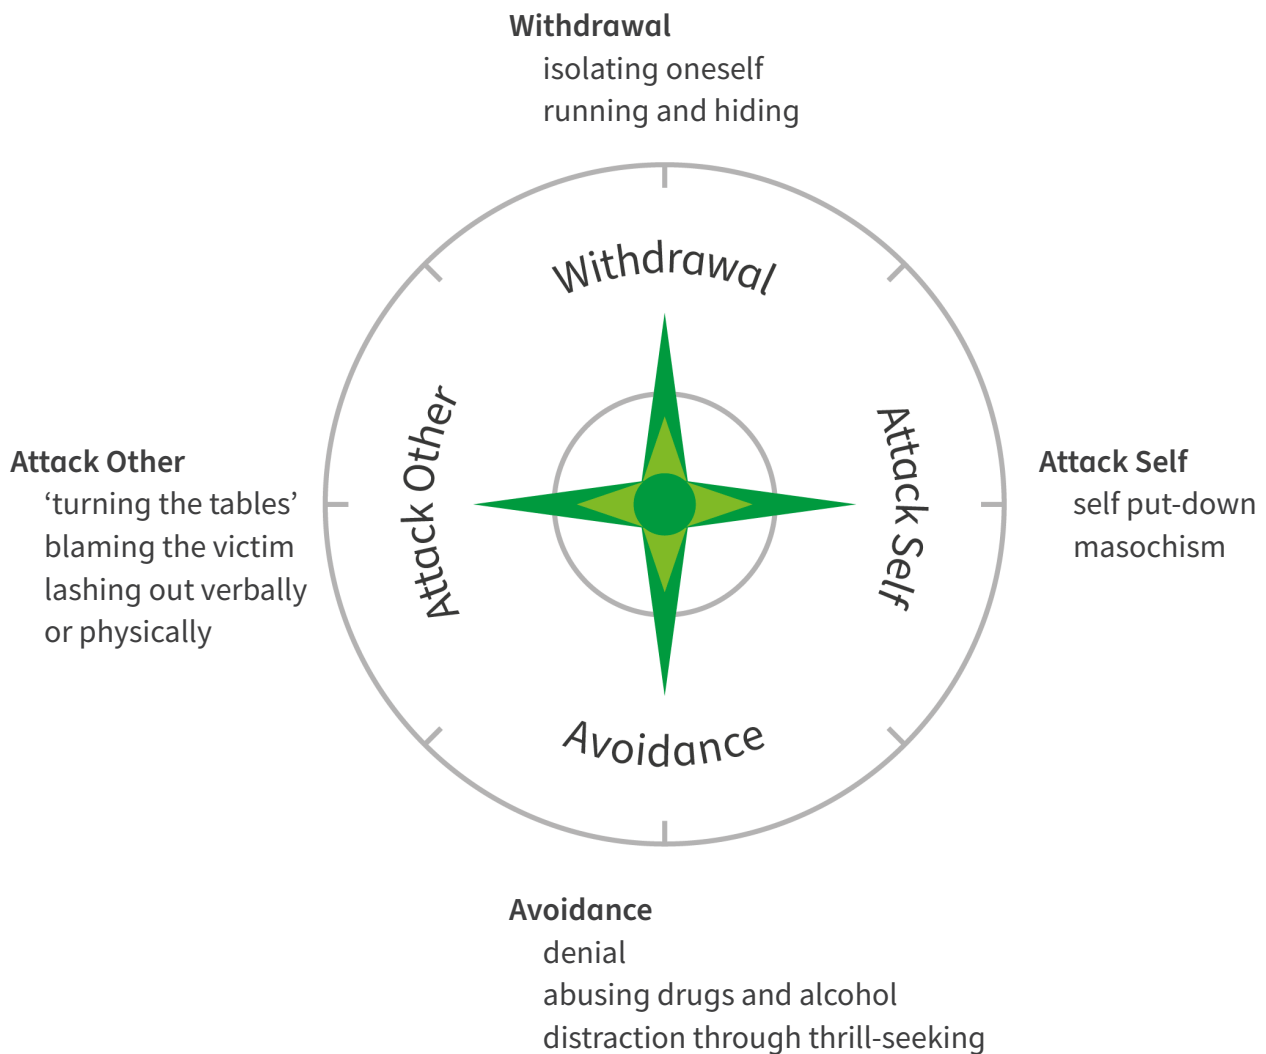 Withdrawal
isolating oneself
running and hiding
Withdrawal
Attack Other
Attack Self
Attack Other
‘turning the tables’
blaming the victim
lashing out verbally
or physically
Attack Self
self put-down
masochism
Avoidance
Avoidance
denial
abusing drugs and alcohol
distraction through thrill-seeking